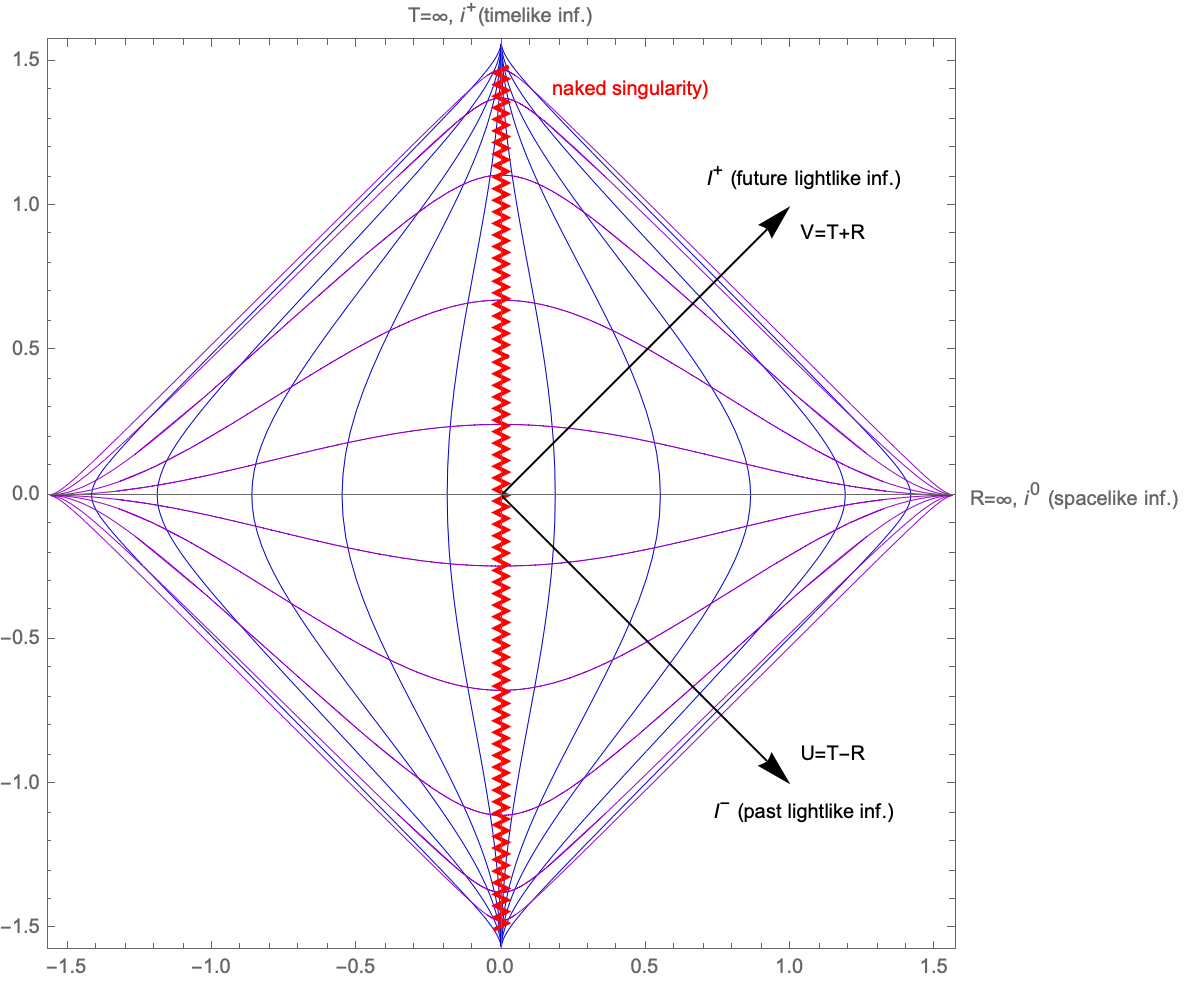 T=∞, i⁺(timelike inf.)
naked singularity)
I⁺ (future lightlike inf.)
V=T+R
R=∞, i⁰ (spacelike inf.)
U=T−R
I⁻ (past lightlike inf.)
1.5
1.0
0.5
0.0
−0.5
−1.0
−1.5
−1.5 −1.0 −0.5 0.0 0.5 1.0 1.5